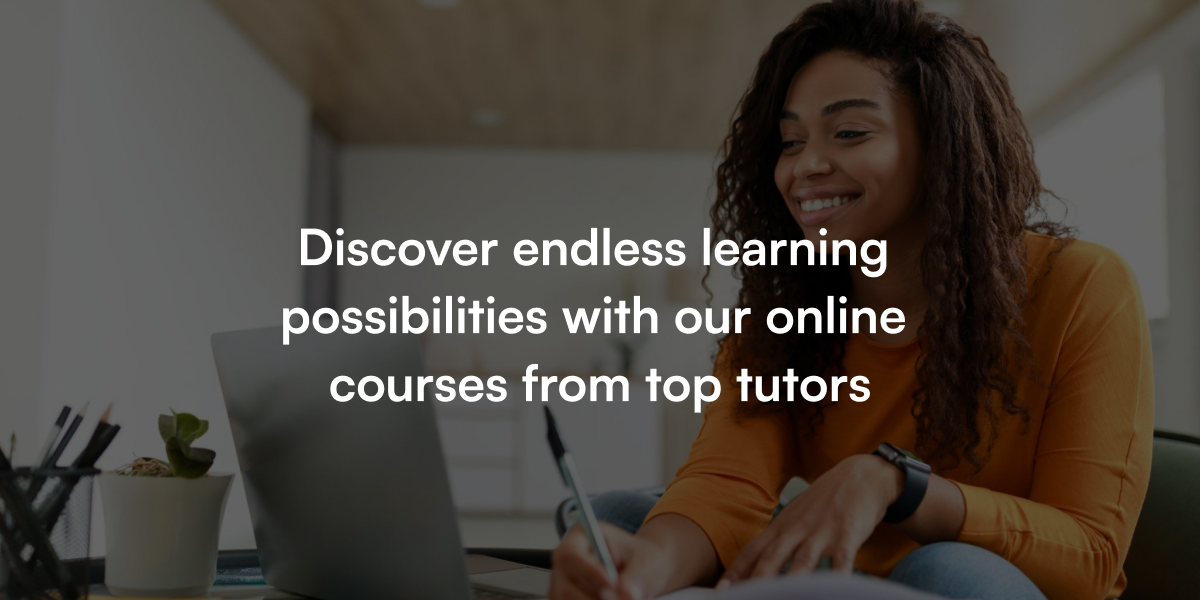 Discover endless learning
possibilities with our online
courses from top tutors